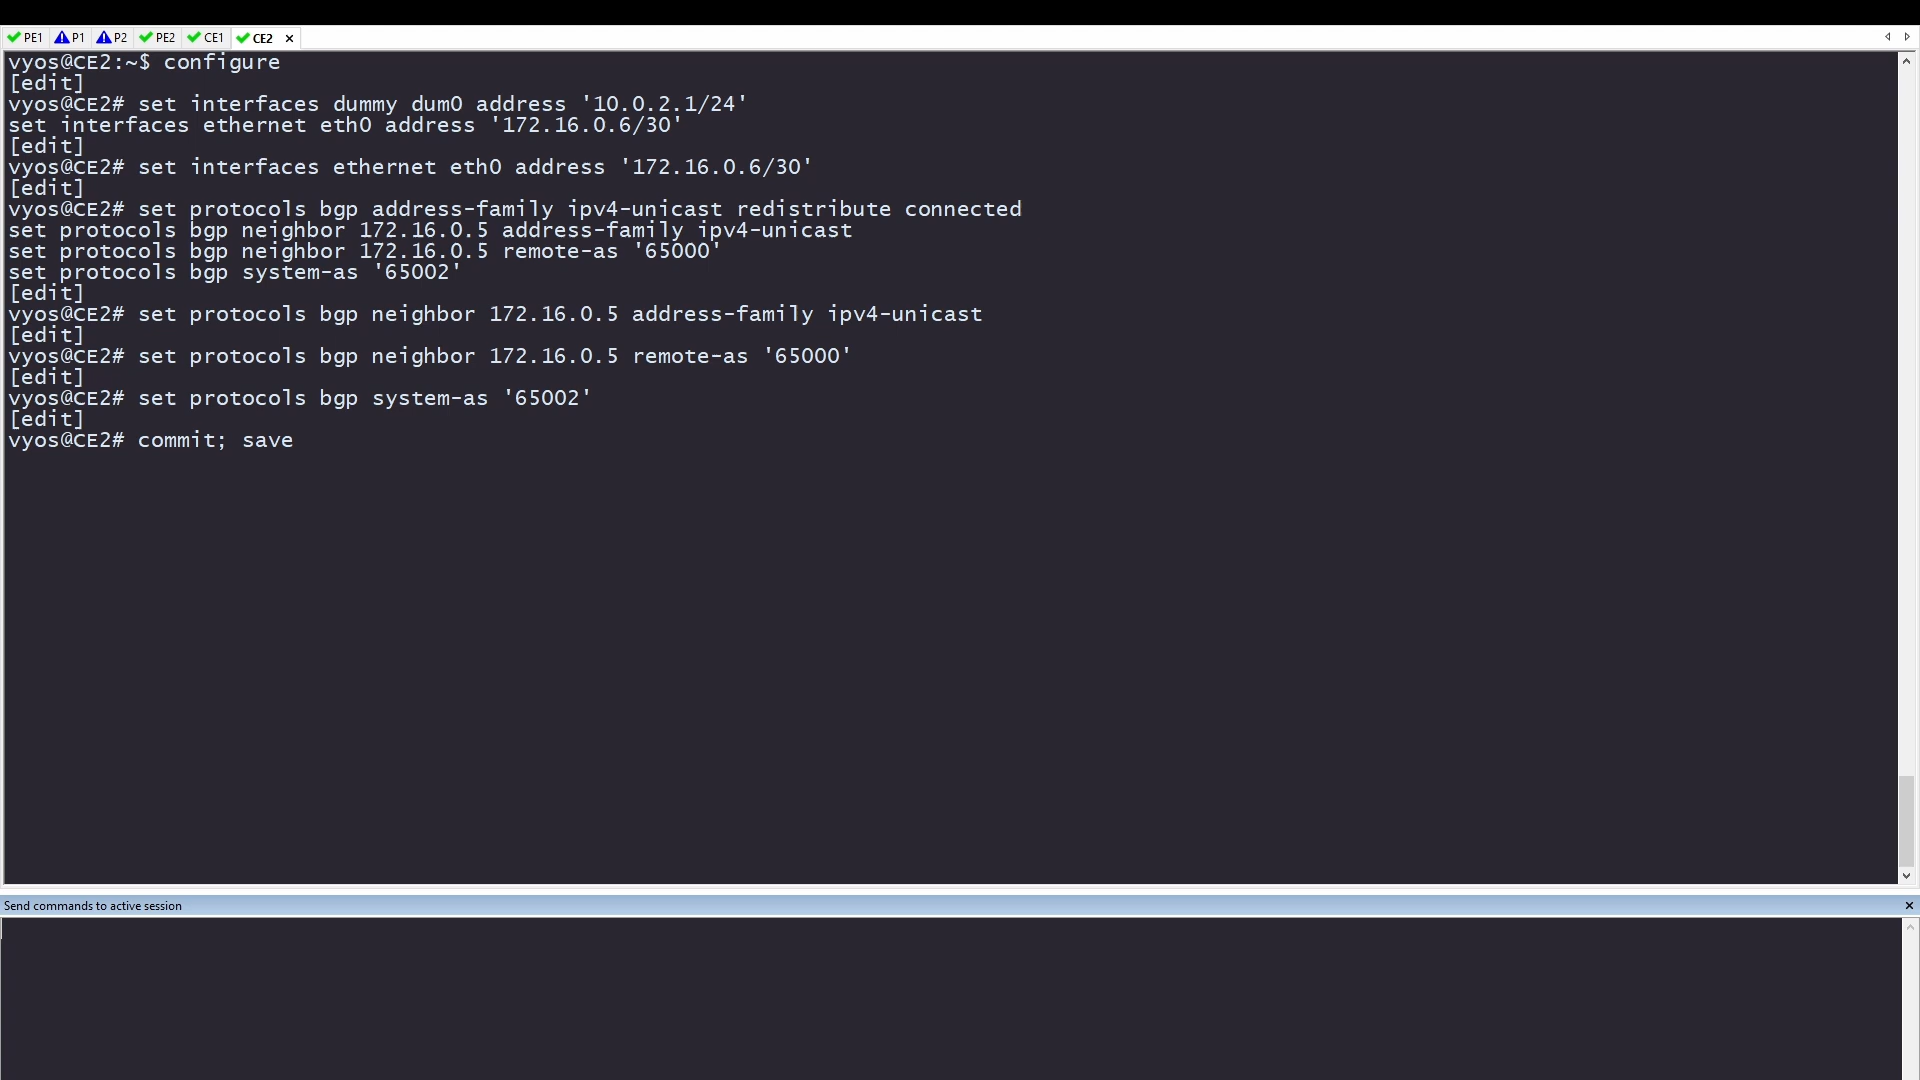 PE1 P1 P2 PE2 CE1 CE2
vyos@CE2:~$ configure
[edit]
vyos@CE2# set interfaces dummy dum0 address '10.0.2.1/24'
set interfaces ethernet eth0 address '172.16.0.6/30'
[edit]
vyos@CE2# set interfaces ethernet eth0 address '172.16.0.6/30'
[edit]
vyos@CE2# set protocols bgp address-family ipv4-unicast redistribute connected
set protocols bgp neighbor 172.16.0.5 address-family ipv4-unicast
set protocols bgp neighbor 172.16.0.5 remote-as '65000'
set protocols bgp system-as '65002'
[edit]
vyos@CE2# set protocols bgp neighbor 172.16.0.5 address-family ipv4-unicast
[edit]
vyos@CE2# set protocols bgp neighbor 172.16.0.5 remote-as '65000'
[edit]
vyos@CE2# set protocols bgp system-as '65002'
[edit]
vyos@CE2# commit; save
Send commands to active session